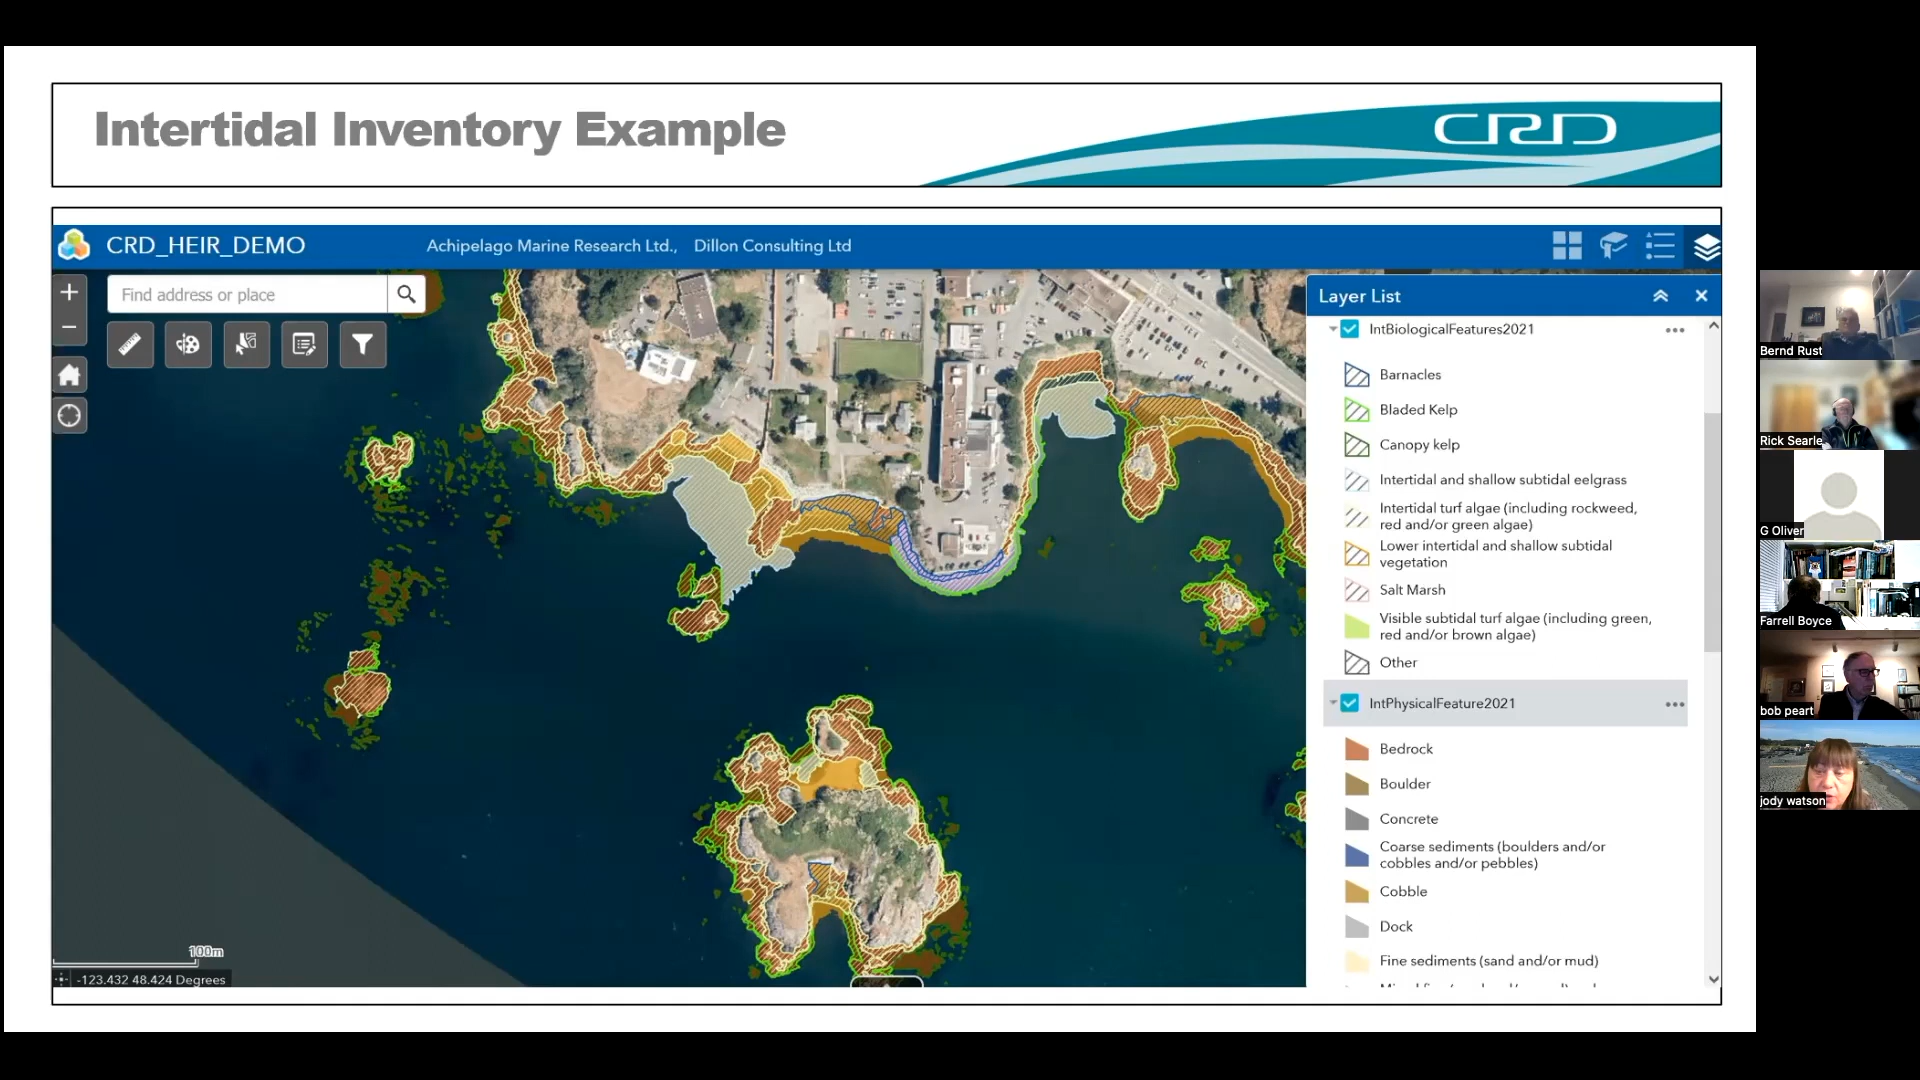 Intertidal Inventory Example
CRD
CRD_HEIR_DEMO
Achipelago Marine Research Ltd., Dillon Consulting Ltd
Find address or place
Layer List
IntBiologicalFeatures2021
Barnacles
Bladed Kelp
Canopy kelp
Intertidal and shallow subtidal eelgrass
Intertidal turf algae (including rockweed,
red and/or green algae)
Lower intertidal and shallow subtidal
vegetation
Salt Marsh
Visible subtidal turf algae (including green,
red and/or brown algae)
Other
IntPhysicalFeature2021
Bedrock
Boulder
Concrete
Coarse sediments (boulders and/or
cobbles and/or pebbles)
Cobble
Dock
Fine sediments (sand and/or mud)
100m
-123.432 48.424 Degrees
Bernd Rust
Rick Searle
G Oliver
Farrell Boyce
bob peart
jody watson